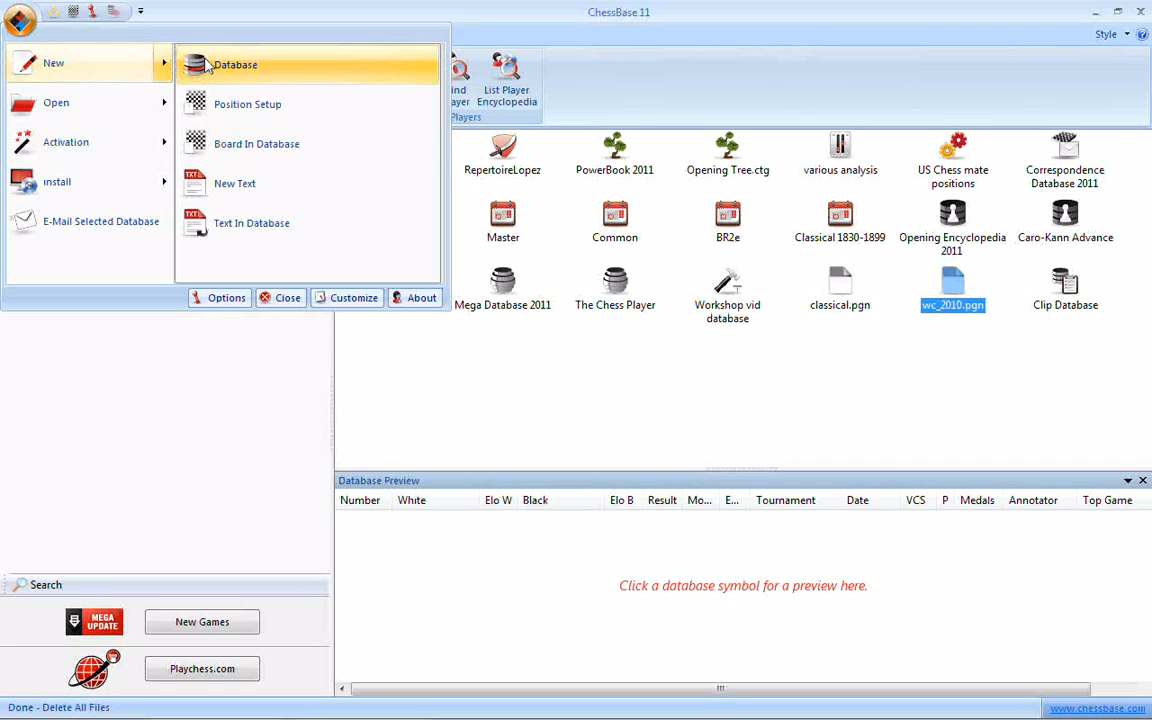 ChessBase 11
Style
New
Open
Activation
Install
E-Mail Selected Database
Database
Position Setup
Board In Database
New Text
Text In Database
Options
Close
Customize
About
List Player
Encyclopedia
RepertoireLopez
PowerBook 2011
Opening Tree.ctg
various analysis
US Chess mate
positions
Correspondence
Database 2011
Master
Common
BR2e
Classical 1830-1899
Opening Encyclopedia
2011
Caro-Kann Advance
Mega Database 2011
The Chess Player
Workshop vid
database
classical.pgn
wc_2010.pgn
Clip Database
Database Preview
Number White Elo W Black Elo B Result Mo... E... Tournament Date VCS P Medals Annotator Top Game
Click a database symbol for a preview here.
Search
MEGA
UPDATE
New Games
Playchess.com
Done - Delete All Files
www.chessbase.com